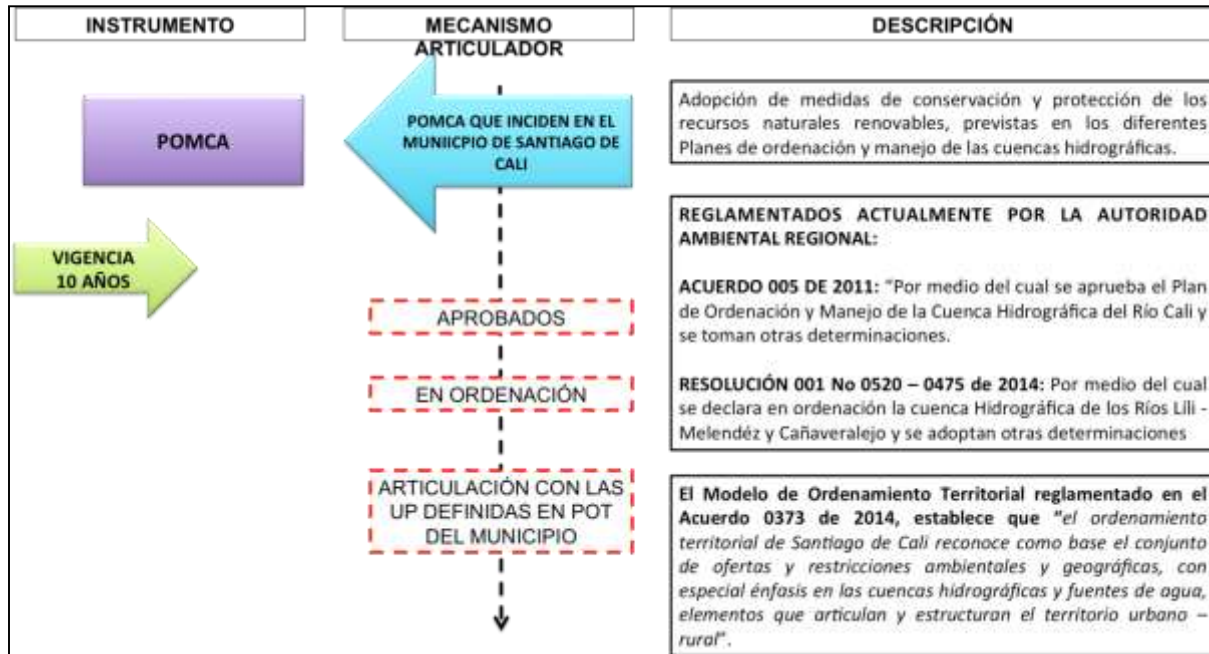 INSTRUMENTO
MECANISMO
ARTICULADOR
DESCRIPCIÓN
POMCA
POMCA QUE INCIDEN EN EL
MUNIICPIO DE SANTIAGO DE
CALI
Adopción de medidas de conservación y protección de los
recursos naturales renovables, previstas en los diferentes
Planes de ordenación y manejo de las cuencas hidrográficas.
VIGENCIA
10 AÑOS
APROBADOS
EN ORDENACIÓN
ARTICULACIÓN CON LAS
UP DEFINIDAS EN POT
DEL MUNICIPIO
REGLAMENTADOS ACTUALMENTE POR LA AUTORIDAD
AMBIENTAL REGIONAL:
ACUERDO 005 DE 2011: “Por medio del cual se aprueba el Plan
de Ordenación y Manejo de la Cuenca Hidrográfica del Río Cali y
se toman otras determinaciones.
RESOLUCIÓN 001 No 0520 – 0475 de 2014: Por medio del cual
se declara en ordenación la cuenca Hidrográfica de los Ríos Lili -
Melendéz y Cañaveralejo y se adoptan otras determinaciones
El Modelo de Ordenamiento Territorial reglamentado en el
Acuerdo 0373 de 2014, establece que “el ordenamiento
territorial de Santiago de Cali reconoce como base el conjunto
de ofertas y restricciones ambientales y geográficas, con
especial énfasis en las cuencas hidrográficas y fuentes de agua,
elementos que articulan y estructuran el territorio urbano –
rural”.